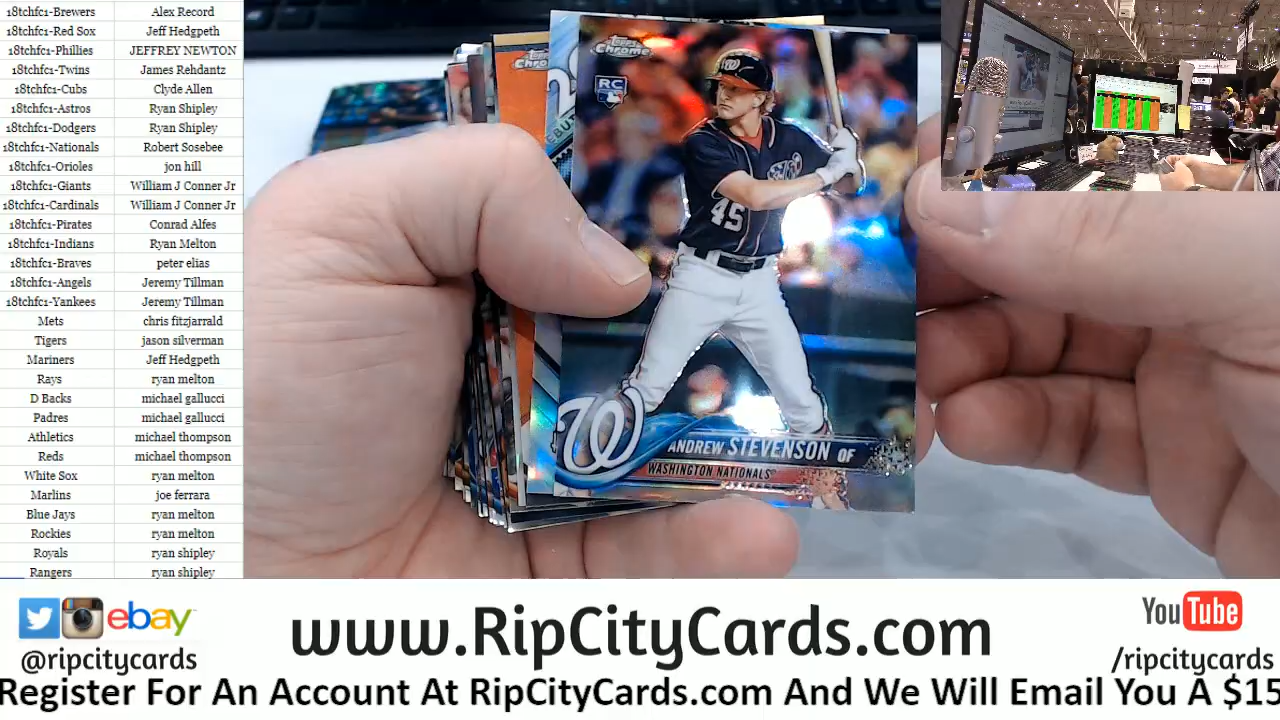 18tchfc1-Brewers Alex Record
18tchfc1-Red Sox Jeff Hedgpeth
18tchfc1-Phillies JEFFREY NEWTON
18tchfc1-Twins James Rehdantz
18tchfc1-Cubs Clyde Allen
18tchfc1-Astros Ryan Shipley
18tchfc1-Dodgers Ryan Shipley
18tchfc1-Nationals Robert Sosebee
18tchfc1-Orioles jon hill
18tchfc1-Giants William J Conner Jr
18tchfc1-Cardinals William J Conner Jr
18tchfc1-Pirates Conrad Alfes
18tchfc1-Indians Ryan Melton
18tchfc1-Braves peter elias
18tchfc1-Angels Jeremy Tillman
18tchfc1-Yankees Jeremy Tillman
Mets chris fitzjarrald
Tigers jason silverman
Mariners Jeff Hedgpeth
Rays ryan melton
D Backs michael gallucci
Padres michael gallucci
Athletics michael thompson
Reds michael thompson
White Sox ryan melton
Marlins joe ferrara
Blue Jays ryan melton
Rockies ryan melton
Royals ryan shipley
Rangers ryan shipley
Topps Chrome
RC
W
45
W
ANDREW STEVENSON OF
WASHINGTON NATIONALS
ebay
@ripcitycards
www.RipCityCards.com
YouTube
/ripcitycards
Register For An Account At RipCityCards.com And We Will Email You A $15